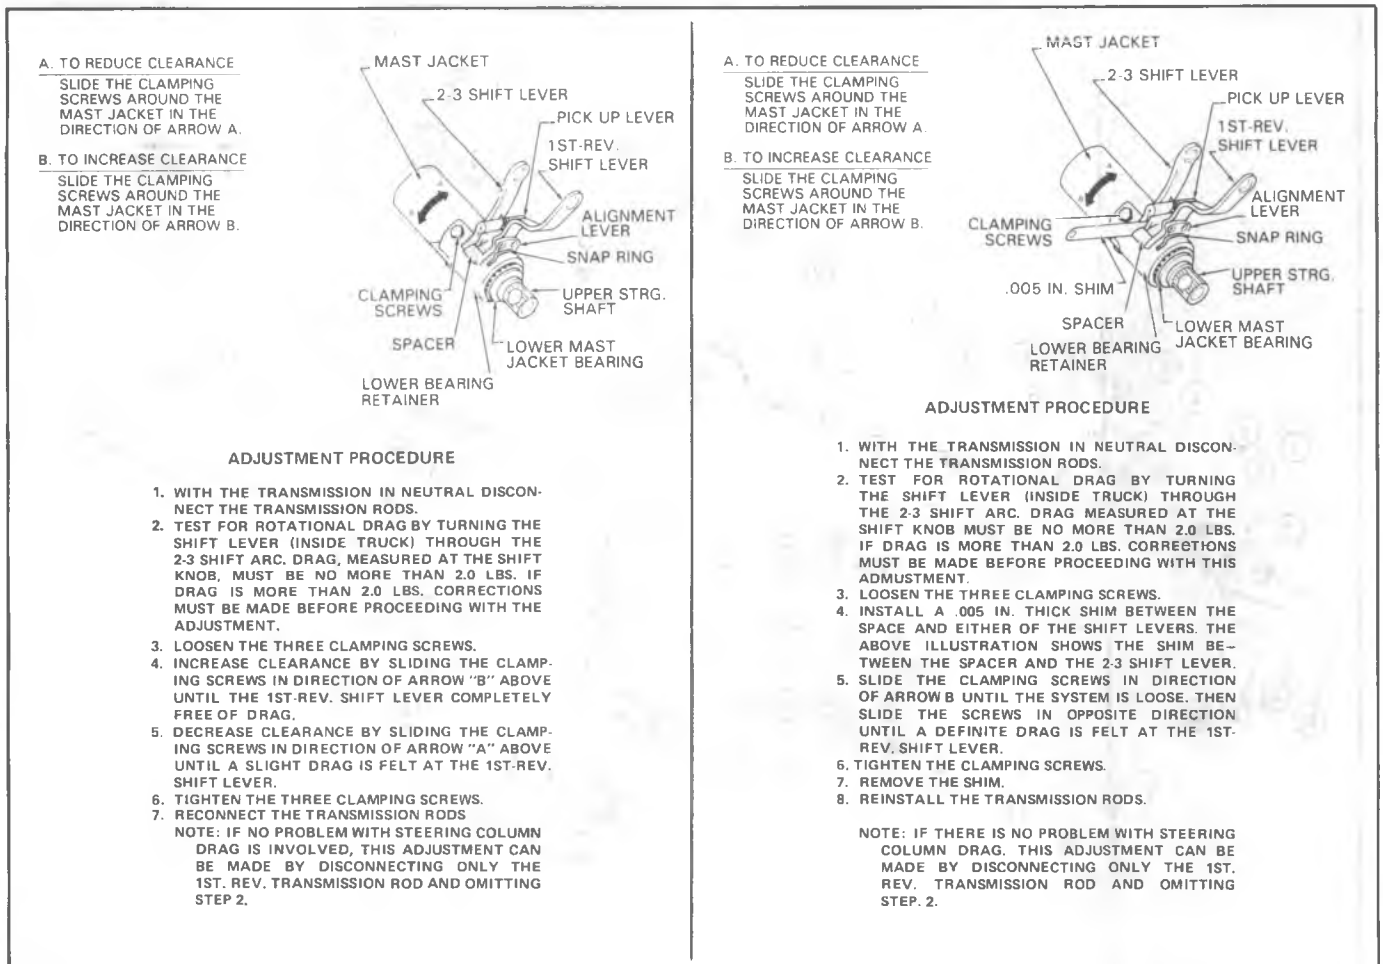 A. TO REDUCE CLEARANCE
SLIDE THE CLAMPING
SCREWS AROUND THE
MAST JACKET IN THE
DIRECTION OF ARROW A.
B. TO INCREASE CLEARANCE
SLIDE THE CLAMPING
SCREWS AROUND THE
MAST JACKET IN THE
DIRECTION OF ARROW B.
MAST JACKET
2-3 SHIFT LEVER
PICK UP LEVER
1ST-REV.
SHIFT LEVER
ALIGNMENT
LEVER
SNAP RING
CLAMPING
SCREWS
UPPER STRG.
SHAFT
SPACER
LOWER MAST
JACKET BEARING
LOWER BEARING
RETAINER
ADJUSTMENT PROCEDURE
1. WITH THE TRANSMISSION IN NEUTRAL DISCON-
NECT THE TRANSMISSION RODS.
2. TEST FOR ROTATIONAL DRAG BY TURNING THE
SHIFT LEVER (INSIDE TRUCK) THROUGH THE
2-3 SHIFT ARC. DRAG, MEASURED AT THE SHIFT
KNOB, MUST BE NO MORE THAN 2.0 LBS. IF
DRAG IS MORE THAN 2.0 LBS. CORRECTIONS
MUST BE MADE BEFORE PROCEEDING WITH THE
ADJUSTMENT.
3. LOOSEN THE THREE CLAMPING SCREWS.
4. INCREASE CLEARANCE BY SLIDING THE CLAMP-
ING SCREWS IN DIRECTION OF ARROW "B" ABOVE
UNTIL THE 1ST-REV. SHIFT LEVER COMPLETELY
FREE OF DRAG.
5. DECREASE CLEARANCE BY SLIDING THE CLAMP-
ING SCREWS IN DIRECTION OF ARROW "A" ABOVE
UNTIL A SLIGHT DRAG IS FELT AT THE 1ST-REV.
SHIFT LEVER.
6. TIGHTEN THE THREE CLAMPING SCREWS.
7. RECONNECT THE TRANSMISSION RODS
NOTE: IF NO PROBLEM WITH STEERING COLUMN
DRAG IS INVOLVED, THIS ADJUSTMENT CAN
BE MADE BY DISCONNECTING ONLY THE
1ST. REV. TRANSMISSION ROD AND OMITTING
STEP 2.
A. TO REDUCE CLEARANCE
SLIDE THE CLAMPING
SCREWS AROUND THE
MAST JACKET IN THE
DIRECTION OF ARROW A.
B. TO INCREASE CLEARANCE
SLIDE THE CLAMPING
SCREWS AROUND THE
MAST JACKET IN THE
DIRECTION OF ARROW B.
MAST JACKET
2-3 SHIFT LEVER
PICK UP LEVER
1ST-REV.
SHIFT LEVER
ALIGNMENT
LEVER
CLAMPING
SCREWS
SNAP RING
.005 IN. SHIM
UPPER STRG.
SHAFT
SPACER
LOWER MAST
JACKET BEARING
LOWER BEARING
RETAINER
ADJUSTMENT PROCEDURE
1. WITH THE TRANSMISSION IN NEUTRAL DISCON-
NECT THE TRANSMISSION RODS.
2. TEST FOR ROTATIONAL DRAG BY TURNING
THE SHIFT LEVER (INSIDE TRUCK) THROUGH
THE 2-3 SHIFT ARC. DRAG MEASURED AT THE
SHIFT KNOB MUST BE NO MORE THAN 2.0 LBS.
IF DRAG IS MORE THAN 2.0 LBS. CORRECTIONS
MUST BE MADE BEFORE PROCEEDING WITH THIS
ADMUSTMENT.
3. LOOSEN THE THREE CLAMPING SCREWS.
4. INSTALL A .005 IN. THICK SHIM BETWEEN THE
SPACE AND EITHER OF THE SHIFT LEVERS. THE
ABOVE ILLUSTRATION SHOWS THE SHIM BE-
TWEEN THE SPACER AND THE 2-3 SHIFT LEVER.
5. SLIDE THE CLAMPING SCREWS IN DIRECTION
OF ARROW B UNTIL THE SYSTEM IS LOOSE. THEN
SLIDE THE SCREWS IN OPPOSITE DIRECTION
UNTIL A DEFINITE DRAG IS FELT AT THE 1ST-
REV. SHIFT LEVER.
6. TIGHTEN THE CLAMPING SCREWS.
7. REMOVE THE SHIM.
8. REINSTALL THE TRANSMISSION RODS.
NOTE: IF THERE IS NO PROBLEM WITH STEERING
COLUMN DRAG. THIS ADJUSTMENT CAN BE
MADE BY DISCONNECTING ONLY THE 1ST.
REV. TRANSMISSION ROD AND OMITTING
STEP. 2.